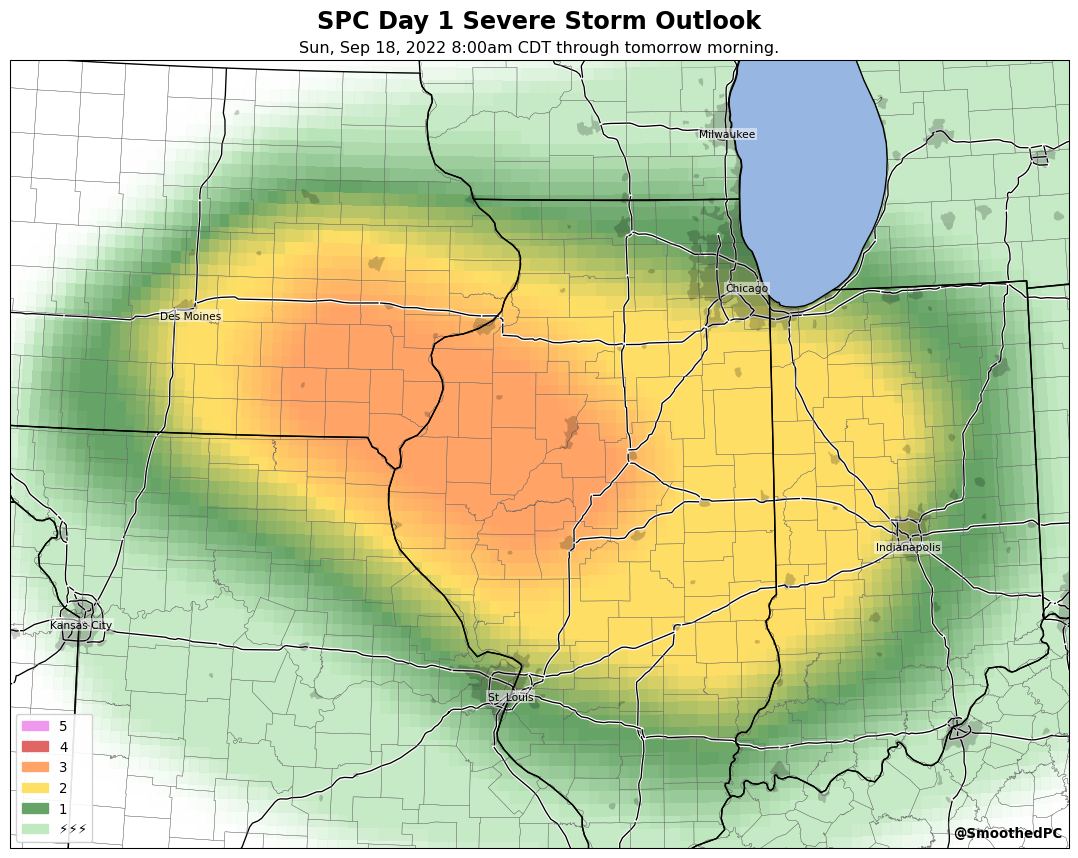 SPC Day 1 Severe Storm Outlook
Sun, Sep 18, 2022 8:00am CDT through tomorrow morning.
Milwaukee
Chicago
Des Moines
Indianapolis
Kansas City
St. Louis
5
4
3
2
1
⚡⚡⚡
@SmoothedPC